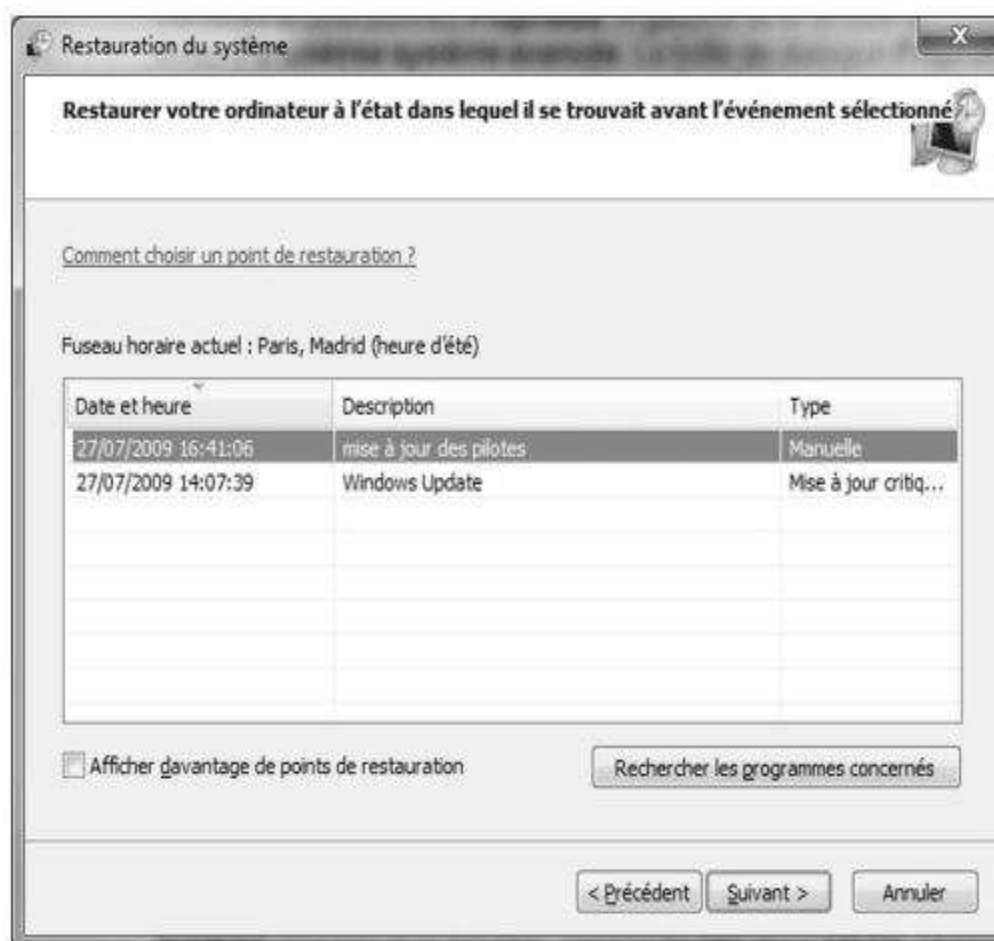 Restauration du système
X
Restaurer votre ordinateur à l'état dans lequel il se trouvait avant l'événement sélectionné
Comment choisir un point de restauration ?
Fuseau horaire actuel : Paris, Madrid (heure d'été)
Date et heure Description Type
27/07/2009 16:41:06 mise à jour des pilotes Manuelle
27/07/2009 14:07:39 Windows Update Mise à jour critiq...
Afficher davantage de points de restauration
Rechercher les programmes concernés
< Précédent Suivant > Annuler